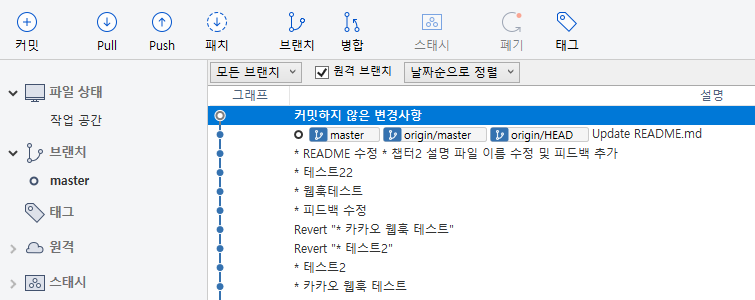 커밋 Pull Push 패치 브랜치 병합 스태시 폐기 태그
모든 브랜치 원격 브랜치 날짜순으로 정렬
그래프 설명
파일 상태
작업 공간
브랜치
master
태그
원격
스태시
커밋하지 않은 변경사항
master origin/master origin/HEAD Update README.md
* README 수정 * 챕터2 설명 파일 이름 수정 및 피드백 추가
* 테스트22
* 웹훅테스트
* 피드백 수정
Revert "* 카카오 웹훅 테스트"
Revert "* 테스트2"
* 테스트2
* 카카오 웹훅 테스트